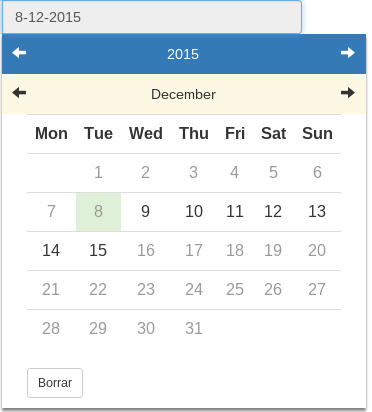 8-12-2015
2015
December
Mon Tue Wed Thu Fri Sat Sun
1 2 3 4 5 6
7 8 9 10 11 12 13
14 15 16 17 18 19 20
21 22 23 24 25 26 27
28 29 30 31
Borrar